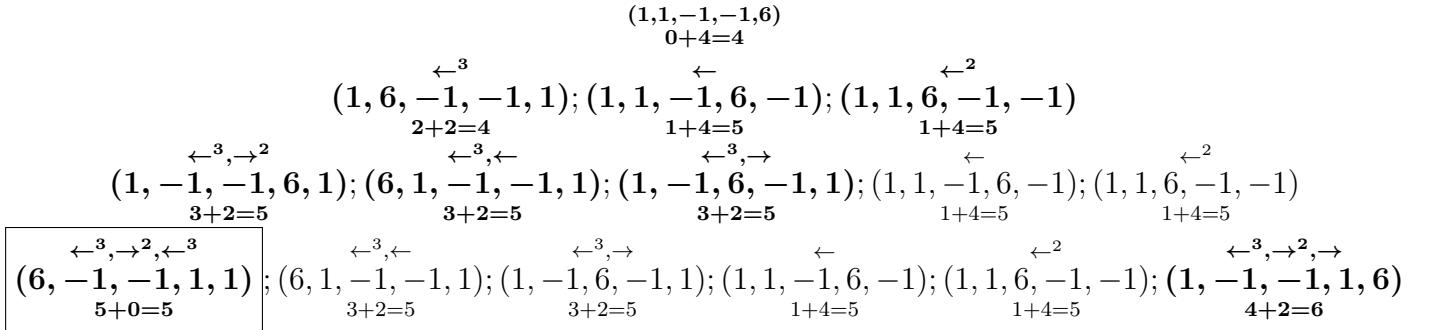 (1,1,−1,−1,6)
0+4=4
←³ ← ←²
(1, 6, −1, −1, 1); (1, 1, −1, 6, −1); (1, 1, 6, −1, −1)
2+2=4 1+4=5 1+4=5
←³,→² ←³,← ←³,→ ← ←²
(1, −1, −1, 6, 1); (6, 1, −1, −1, 1); (1, −1, 6, −1, 1); (1, 1, −1, 6, −1); (1, 1, 6, −1, −1)
3+2=5 3+2=5 3+2=5 1+4=5 1+4=5
←³,→²,←³ ←³,← ←³,→ ← ←² ←³,→²,→
(6, −1, −1, 1, 1); (6, 1, −1, −1, 1); (1, −1, 6, −1, 1); (1, 1, −1, 6, −1); (1, 1, 6, −1, −1); (1, −1, −1, 1, 6)
5+0=5 3+2=5 3+2=5 1+4=5 1+4=5 4+2=6